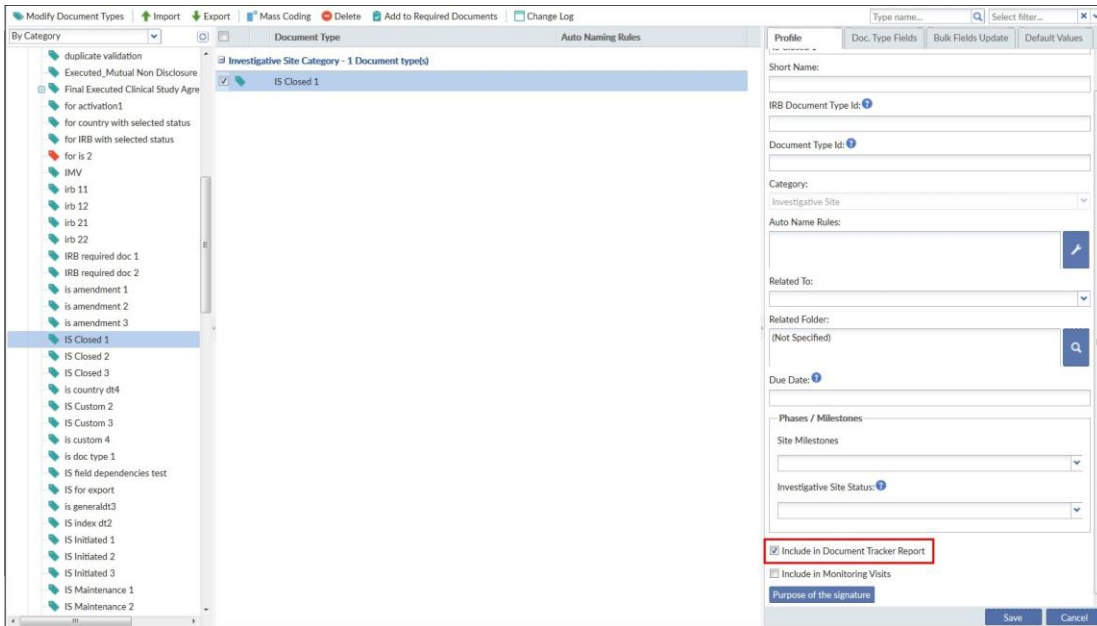 Modify Document Types Import Export Mass Coding Delete Add to Required Documents Change Log Type name... Select filter...
By Category
duplicate validation
Executed_Mutual Non Disclosure
Final Executed Clinical Study Agre
for activation1
for country with selected status
for IRB with selected status
for is 2
IMV
irb 11
irb 12
irb 21
irb 22
IRB required doc 1
IRB required doc 2
is amendment 1
is amendment 2
is amendment 3
IS Closed 1
IS Closed 2
IS Closed 3
is country dt4
IS Custom 2
IS Custom 3
is custom 4
is doc type 1
IS field dependencies test
IS for export
is generaldt3
IS index dt2
IS Initiated 1
IS Initiated 2
IS Initiated 3
IS Maintenance 1
IS Maintenance 2
Document Type Auto Naming Rules
Investigative Site Category - 1 Document type(s)
IS Closed 1
Profile Doc. Type Fields Bulk Fields Update Default Values
Short Name:
IRB Document Type Id:
Document Type Id:
Category:
Investigative Site
Auto Name Rules:
Related To:
Related Folder:
(Not Specified)
Due Date:
Phases / Milestones
Site Milestones
Investigative Site Status:
Include in Document Tracker Report
Include in Monitoring Visits
Purpose of the signature
Save Cancel